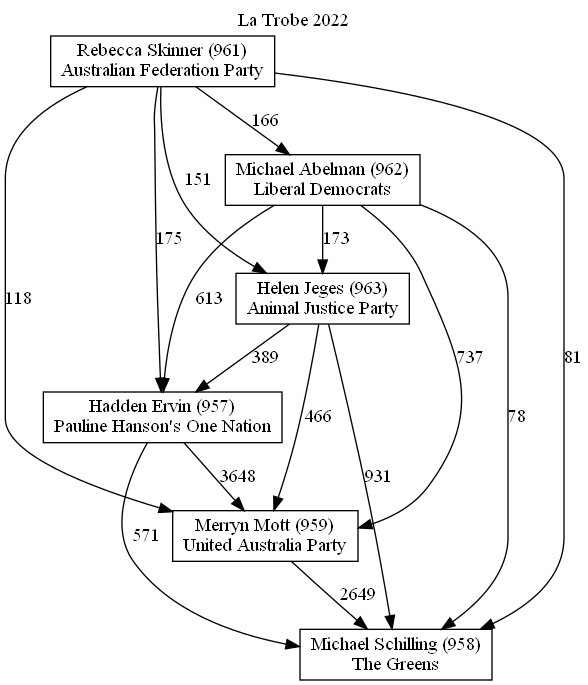 La Trobe 2022
Rebecca Skinner (961)
Australian Federation Party
166
Michael Abelman (962)
Liberal Democrats
151
175
173
613
Helen Jeges (963)
Animal Justice Party
118
81
389
737
Hadden Ervin (957)
Pauline Hanson's One Nation
466
78
3648
931
Merryn Mott (959)
United Australia Party
571
2649
Michael Schilling (958)
The Greens